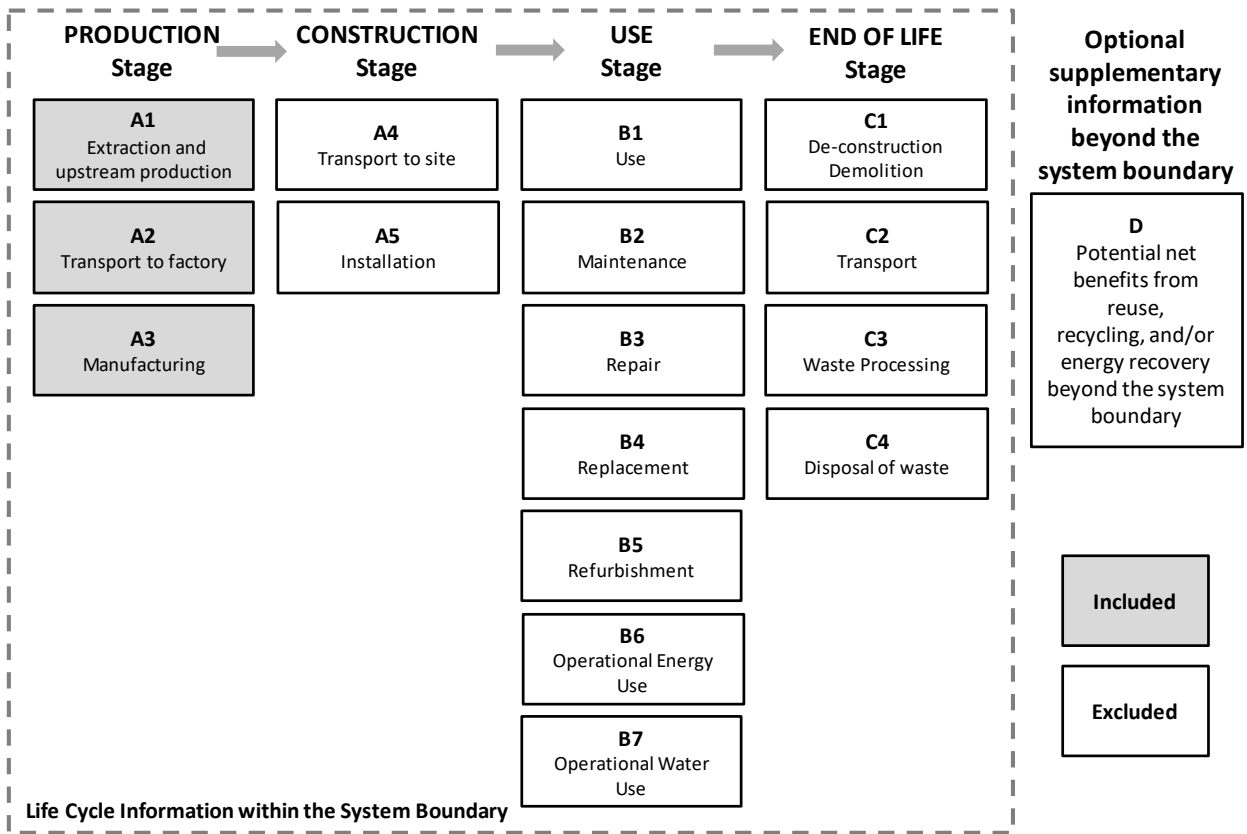 PRODUCTION
Stage
A1
Extraction and
upstream production
A2
Transport to factory
A3
Manufacturing
CONSTRUCTION
Stage
A4
Transport to site
A5
Installation
USE
Stage
B1
Use
B2
Maintenance
B3
Repair
B4
Replacement
B5
Refurbishment
B6
Operational Energy
Use
B7
Operational Water
Use
END OF LIFE
Stage
C1
De-construction
Demolition
C2
Transport
C3
Waste Processing
C4
Disposal of waste
Life Cycle Information within the System Boundary
Optional
supplementary
information
beyond the
system boundary
D
Potential net
benefits from
reuse,
recycling, and/or
energy recovery
beyond the system
boundary
Included
Excluded